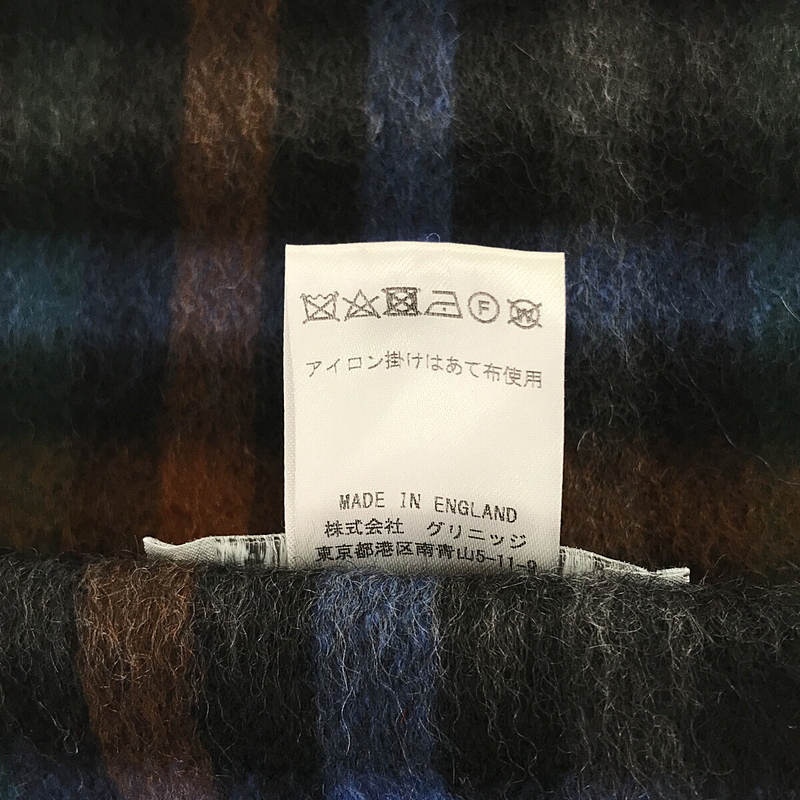 F W
アイロン掛けはあて布使用
MADE IN ENGLAND
株式会社 グリニッジ
東京都港区南青山5-11-9